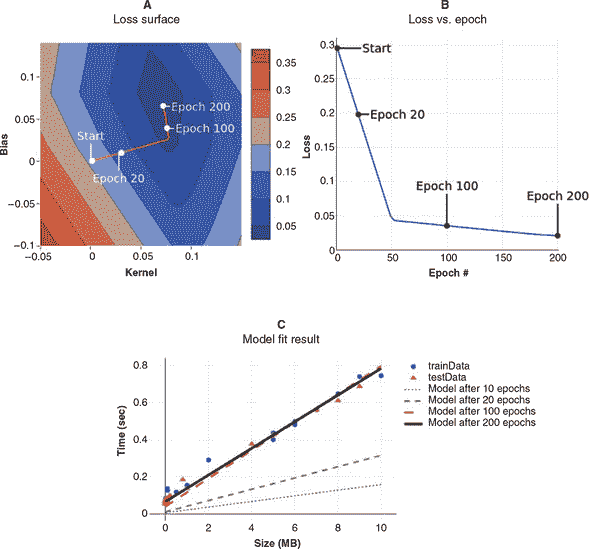 A
Loss surface
Bias
0.1
0.05
0
−0.05
−0.1
−0.05
0
0.05
0.1
Kernel
Start
Epoch 20
Epoch 100
Epoch 200
0.35
0.3
0.25
0.2
0.15
0.1
0.05
B
Loss vs. epoch
Loss
0.3
0.25
0.2
0.15
0.1
0.05
0
0
50
100
150
200
Epoch #
Start
Epoch 20
Epoch 100
Epoch 200
C
Model fit result
Time (sec)
0.8
0.6
0.4
0.2
0
0
2
4
6
8
10
Size (MB)
trainData
testData
Model after 10 epochs
Model after 20 epochs
Model after 100 epochs
Model after 200 epochs